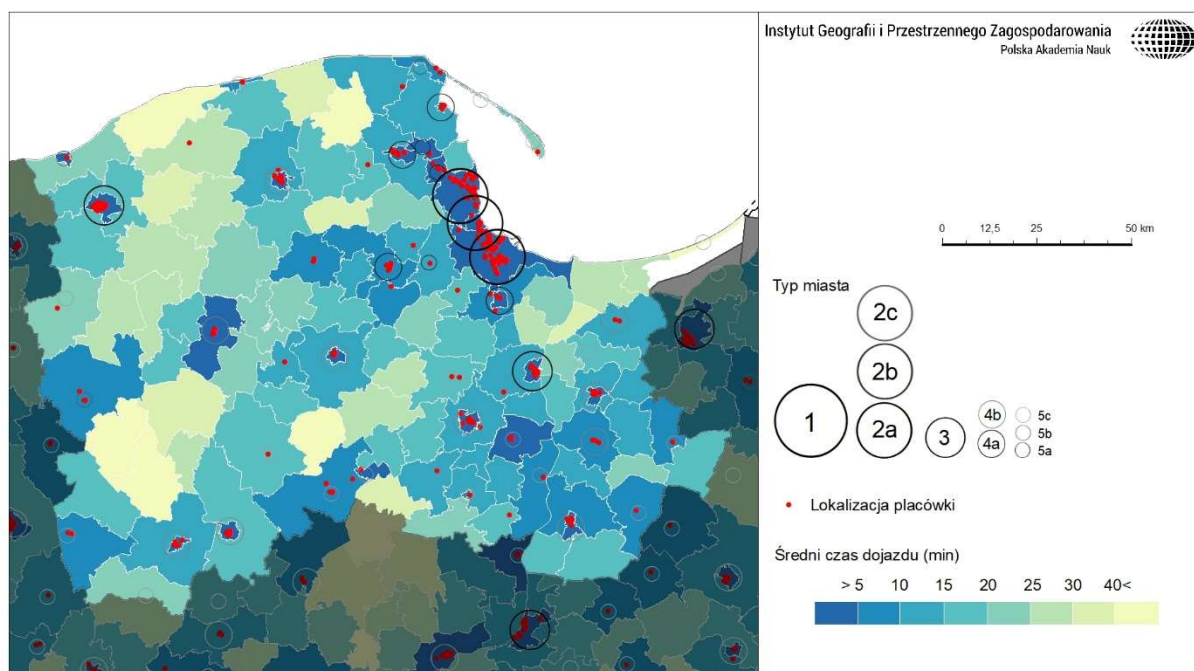 Instytut Geografii i Przestrzennego Zagospodarowania
Polska Akademia Nauk
0 12,5 25 50 km
Typ miasta
2c
2b
1 2a 3 4b 4a 5c 5b 5a
Lokalizacja placówki
Średni czas dojazdu (min)
> 5 10 15 20 25 30 40<